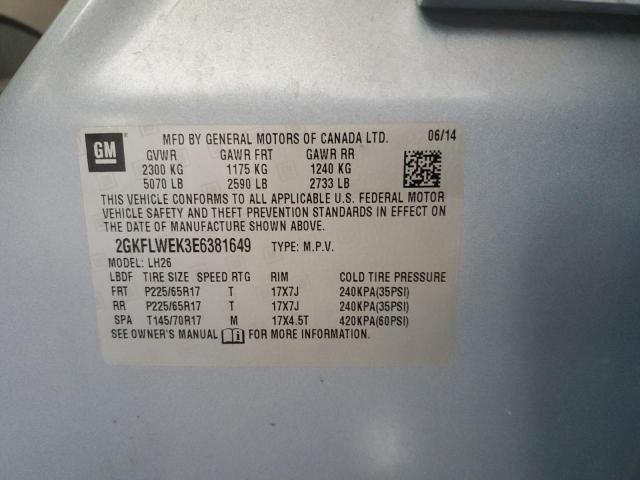 GM
MFD BY GENERAL MOTORS OF CANADA LTD. 06/14
GVWR GAWR FRT GAWR RR
2300 KG 1175 KG 1240 KG
5070 LB 2590 LB 2733 LB
THIS VEHICLE CONFORMS TO ALL APPLICABLE U.S. FEDERAL MOTOR
VEHICLE SAFETY AND THEFT PREVENTION STANDARDS IN EFFECT ON
THE DATE OF MANUFACTURE SHOWN ABOVE.
2GKFLWEK3E6381649 TYPE: M.P.V.
MODEL: LH26
LBDF TIRE SIZE SPEED RTG RIM COLD TIRE PRESSURE
FRT P225/65R17 T 17X7J 240KPA(35PSI)
RR P225/65R17 T 17X7J 240KPA(35PSI)
SPA T145/70R17 M 17X4.5T 420KPA(60PSI)
SEE OWNER'S MANUAL FOR MORE INFORMATION.